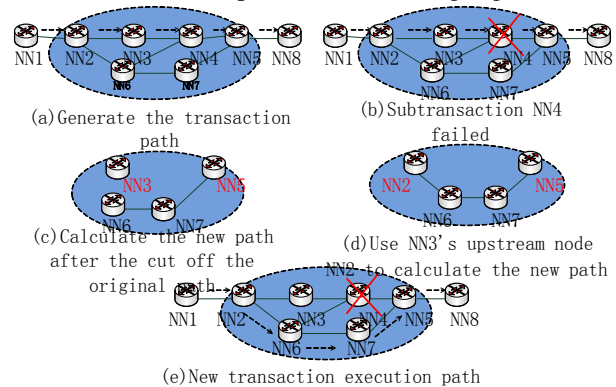 NN1 NN2 NN3 NN4 NN5 NN8
NN6 NN7
(a)Generate the transaction
path
NN1 NN2 NN3 NN4 NN5 NN8
NN6 NN7
(b)Subtransaction NN4
failed
NN3 NN5
NN6 NN7
(c)Calculate the new path
after the cut off the
original path
NN2 NN5
NN6 NN7
(d)Use NN3's upstream node
NN2 to calculate the new path
NN1 NN2 NN3 NN4 NN5 NN8
NN6 NN7
(e)New transaction execution path